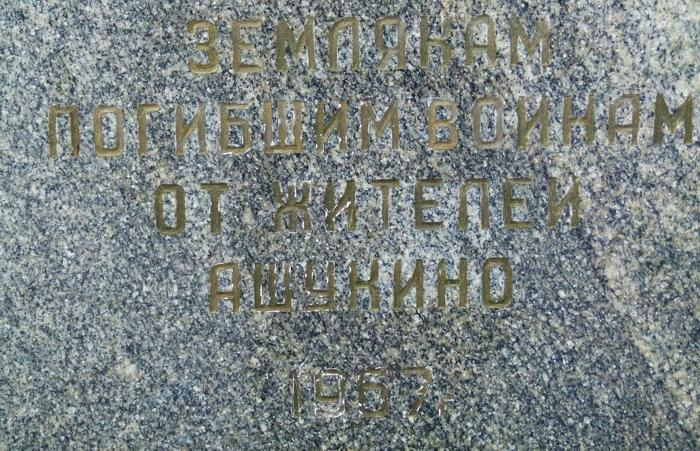 ЗЕМЛЯКАМ
ПОГИБШИМ ВОИНАМ
ОТ ЖИТЕЛЕЙ
АШУКИНО
1967г